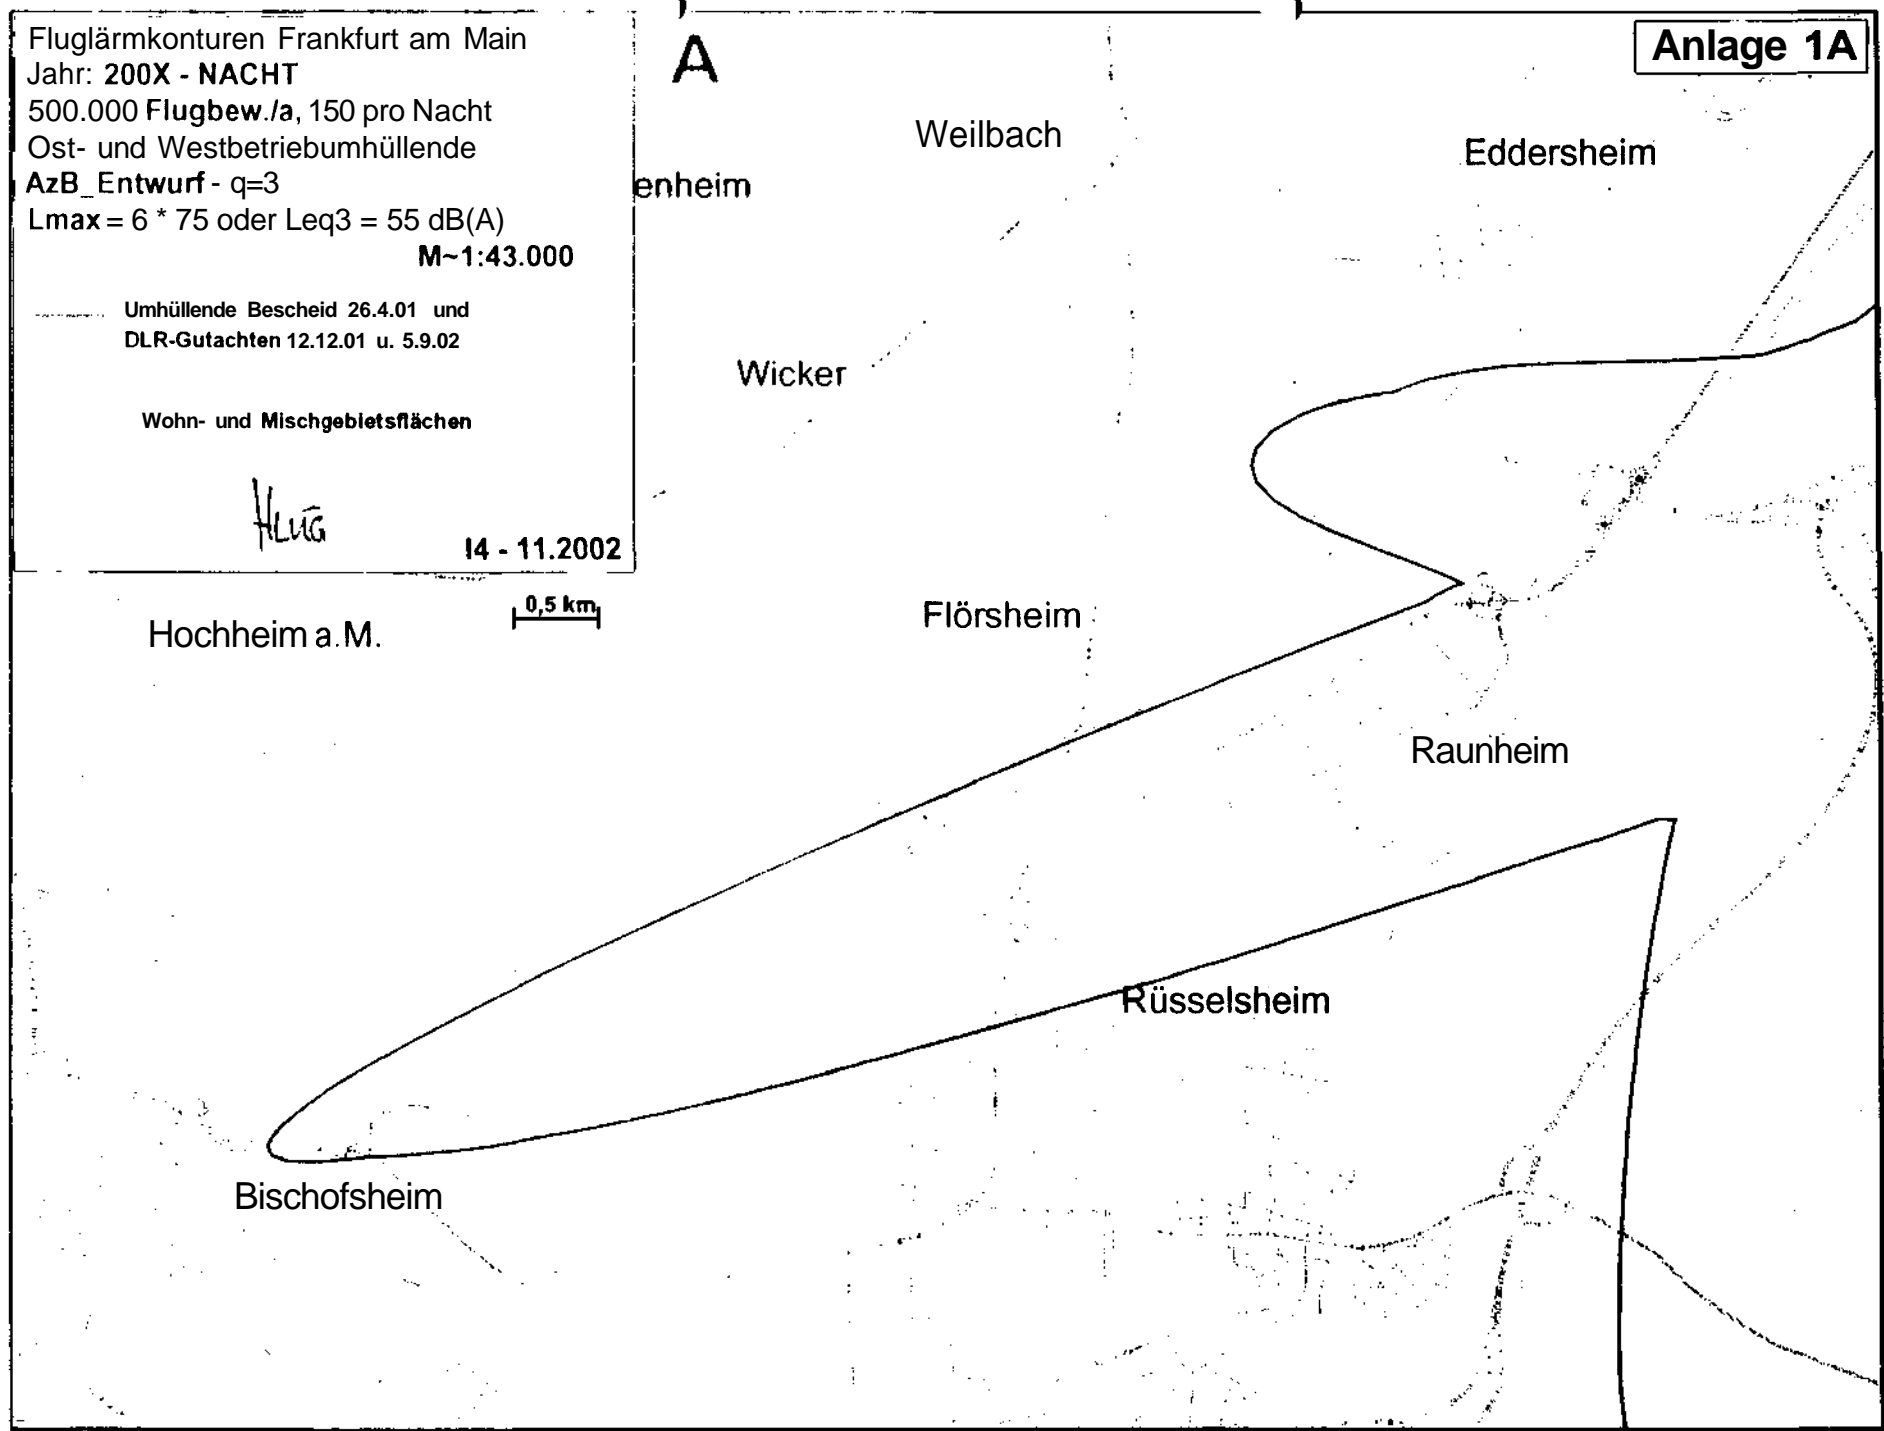 Fluglärmkonturen Frankfurt am Main
Jahr: 200X - NACHT
500.000 Flugbew./a, 150 pro Nacht
Ost- und Westbetriebumhüllende
AzB_Entwurf - q=3
Lmax = 6 * 75 oder Leq3 = 55 dB(A)
M~1:43.000
Umhüllende Bescheid 26.4.01 und
DLR-Gutachten 12.12.01 u. 5.9.02
Wohn- und Mischgebietsflächen
HLUG
I4 - 11.2002
A
Anlage 1A
Weilbach
Eddersheim
enheim
Wicker
0,5 km
Hochheim a.M.
Flörsheim
Raunheim
Rüsselsheim
Bischofsheim